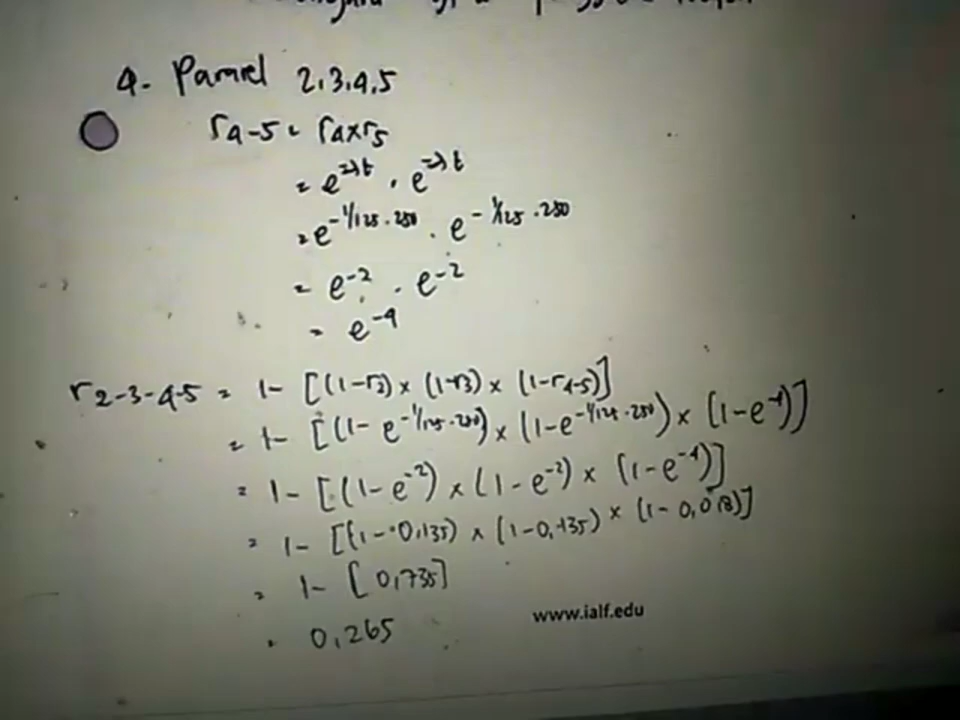 4. Pararel 2,3,4,5
r4-5 = r4xr5
= e^-λt . e^-λt
= e^-1/125 . 250 . e^-1/125 . 250
= e^-2 . e^-2
= e^-4
r2-3-4-5 = 1- [(1-r2) x (1-r3) x (1-r4-5)]
= 1- [(1- e^-1/125 . 250) x (1-e^-1/125 . 250) x (1-e^-4)]
= 1- [(1-e^-2) x (1-e^-2) x (1-e^-4)]
= 1- [(1-0,135) x (1-0,135) x (1-0,018)]
= 1- [0,735]
= 0,265
www.ialf.edu